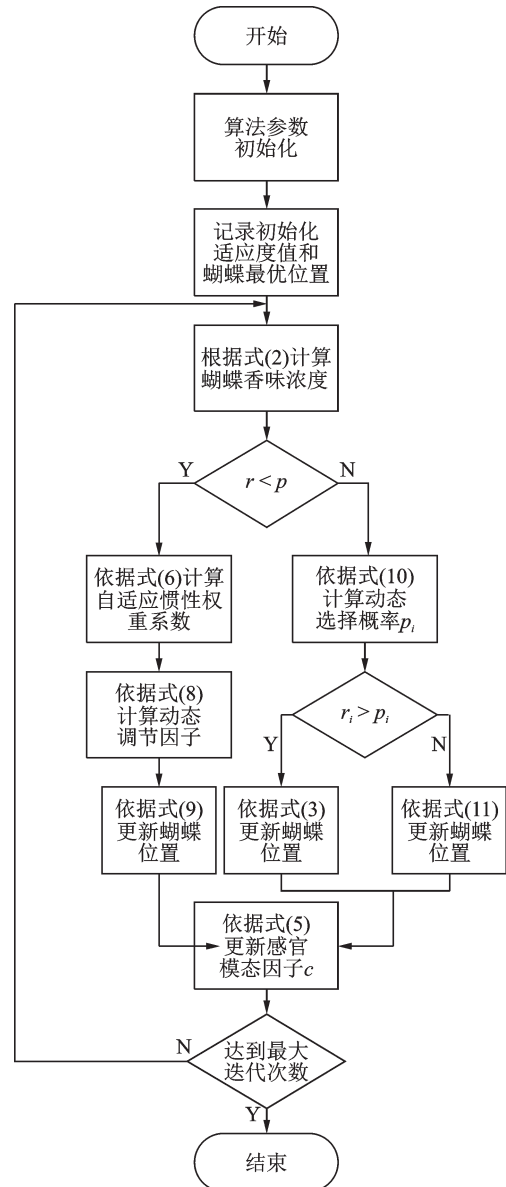 开始
算法参数
初始化
记录初始化
适应度值和
蝴蝶最优位置
根据式(2)计算
蝴蝶香味浓度
Y
r < p
N
依据式(6)计算
自适应惯性权
重系数
依据式(10)
计算动态
选择概率pi
依据式(8)
计算动态
调节因子
Y
ri > pi
N
依据式(9)
更新蝴蝶
位置
依据式(3)
更新蝴蝶
位置
依据式(11)
更新蝴蝶
位置
依据式(5)
更新感官
模态因子c
N
达到最大
迭代次数
Y
结束